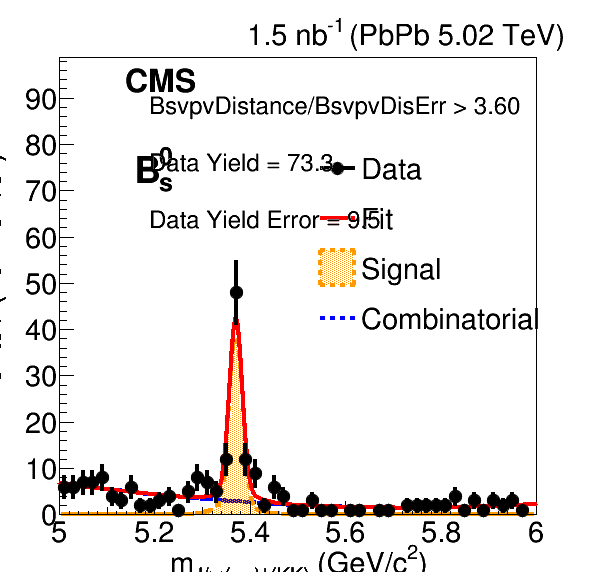 1.5 nb⁻¹ (PbPb 5.02 TeV)
CMS
BsvpvDistance/BsvpvDisErr > 3.60
B⁰ₛ
Data Yield = 73.3
Data
Data Yield Error = 9.5
Fit
Signal
Combinatorial
90
80
70
60
50
40
30
20
10
0
5 5.2 5.4 5.6 5.8 6
(GeV/c²)